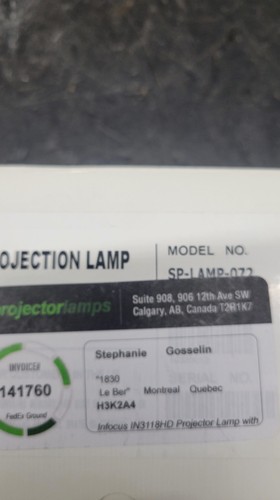 OJECTION LAMP
MODEL NO.
SP-LAMP-072
rojectorlamps
Suite 908, 906 12th Ave SW
Calgary, AB, Canada T2R1K7
INVOICE#
141760
FedEx Ground
Stephanie Gosselin
"1830
Le Ber" Montreal Quebec
H3K2A4
Infocus IN3118HD Projector Lamp with